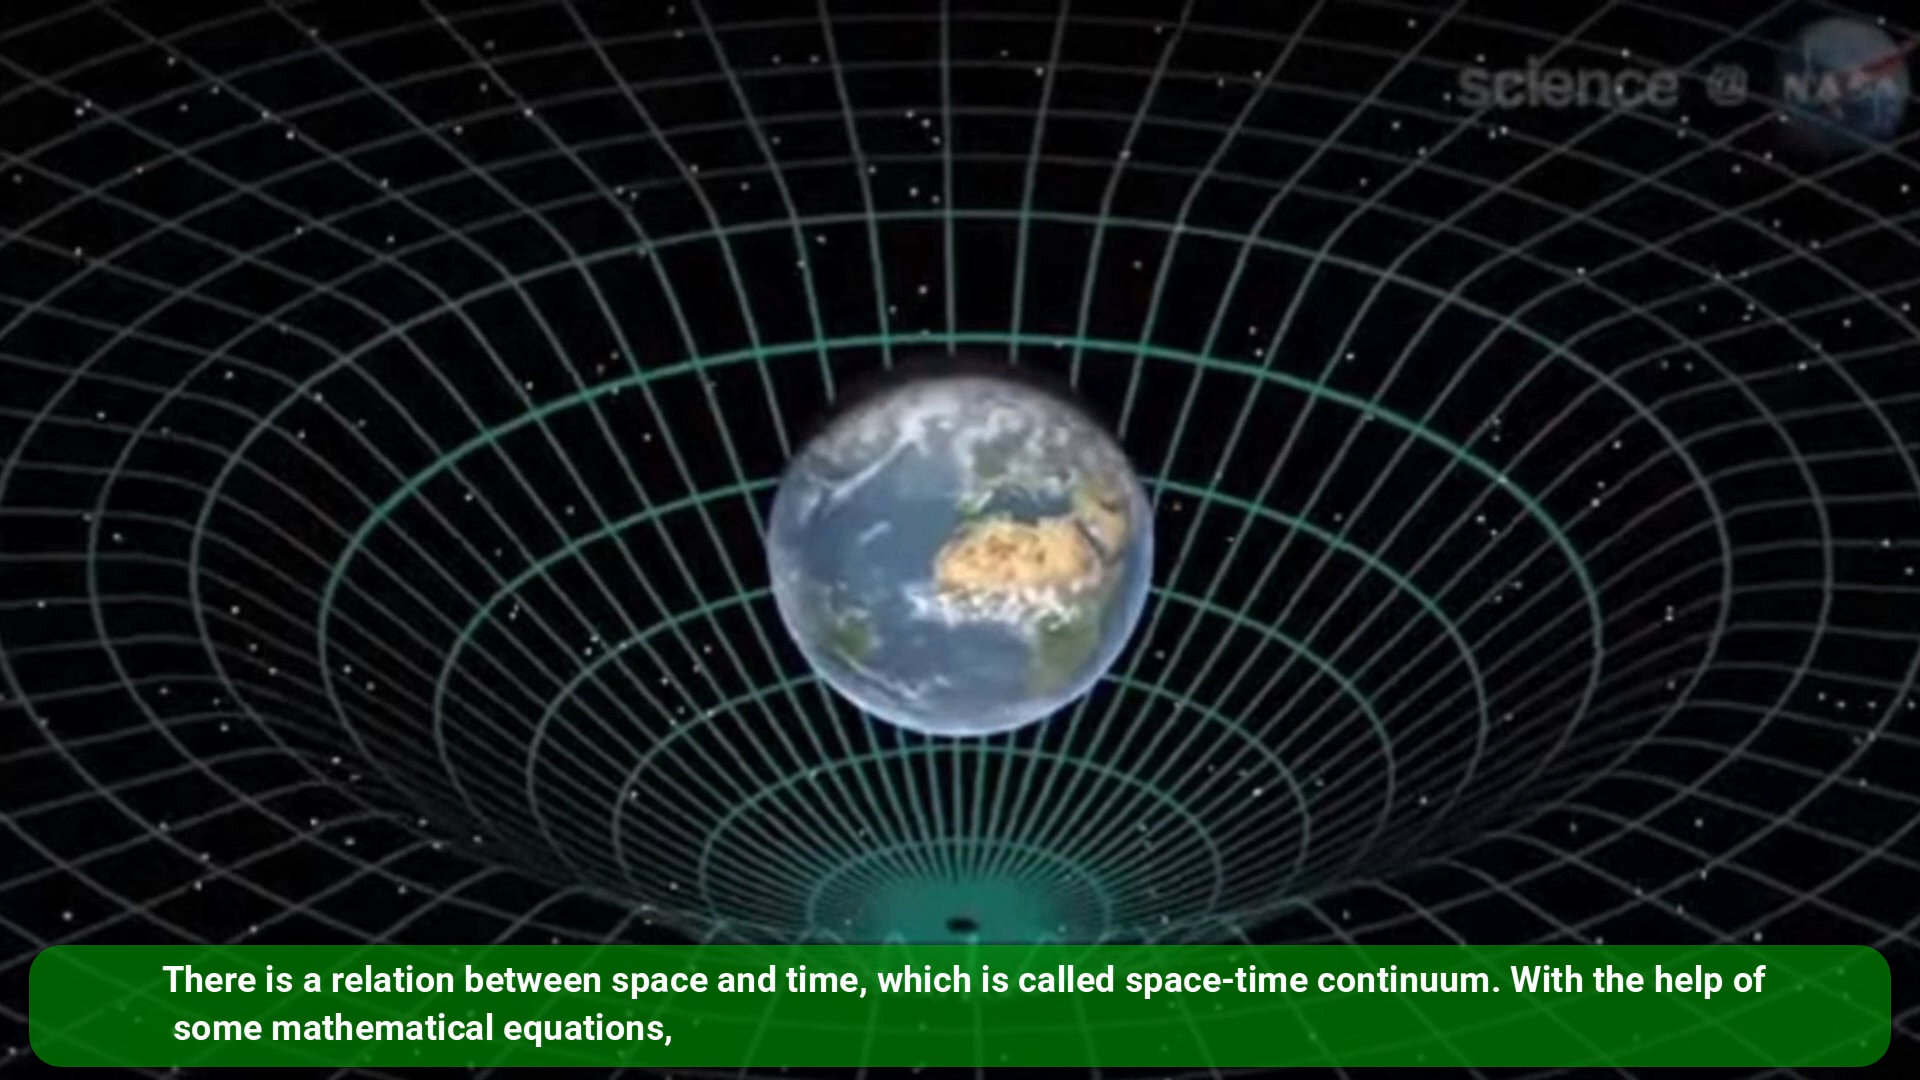 science @ NASA
There is a relation between space and time, which is called space-time continuum. With the help of
some mathematical equations,